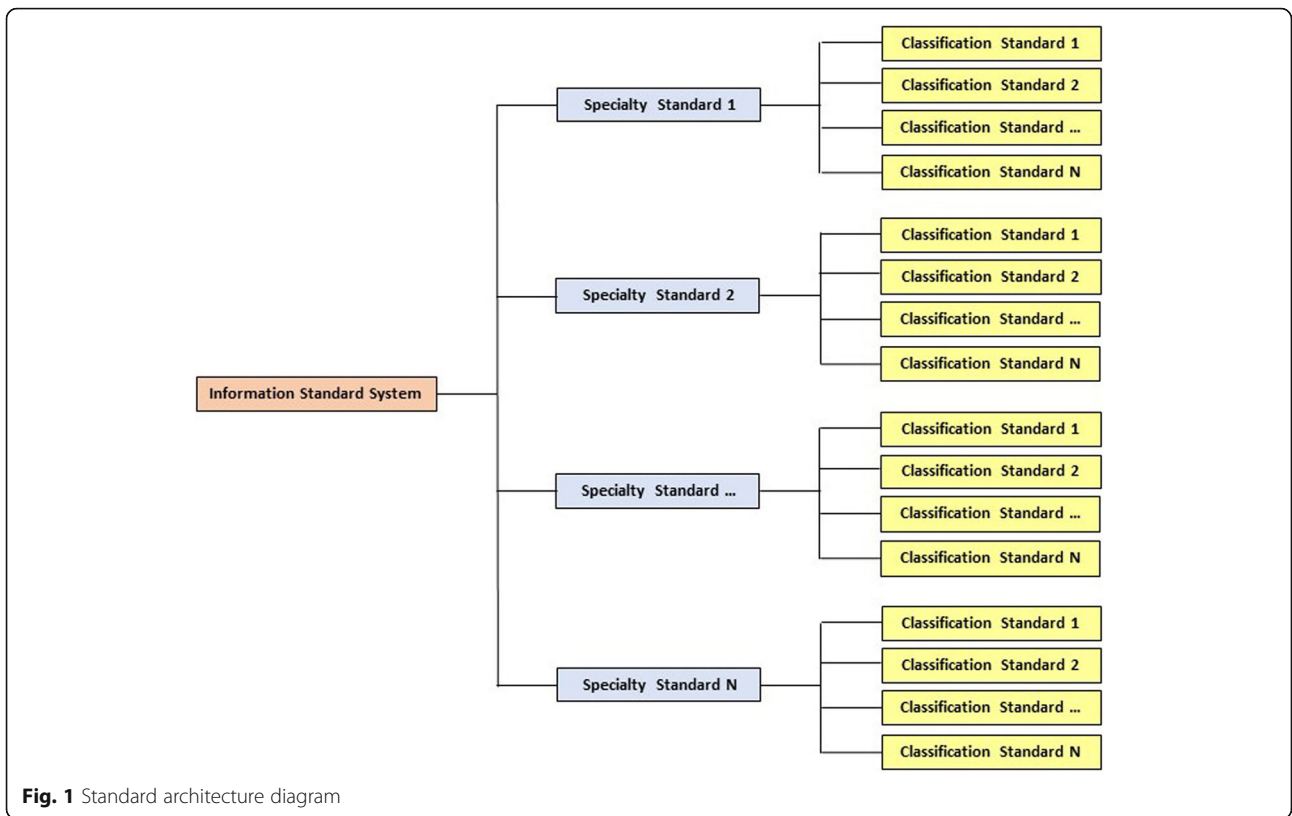 Information Standard System
Specialty Standard 1
Classification Standard 1
Classification Standard 2
Classification Standard ...
Classification Standard N
Specialty Standard 2
Classification Standard 1
Classification Standard 2
Classification Standard ...
Classification Standard N
Specialty Standard ...
Classification Standard 1
Classification Standard 2
Classification Standard ...
Classification Standard N
Specialty Standard N
Classification Standard 1
Classification Standard 2
Classification Standard ...
Classification Standard N
Fig. 1 Standard architecture diagram